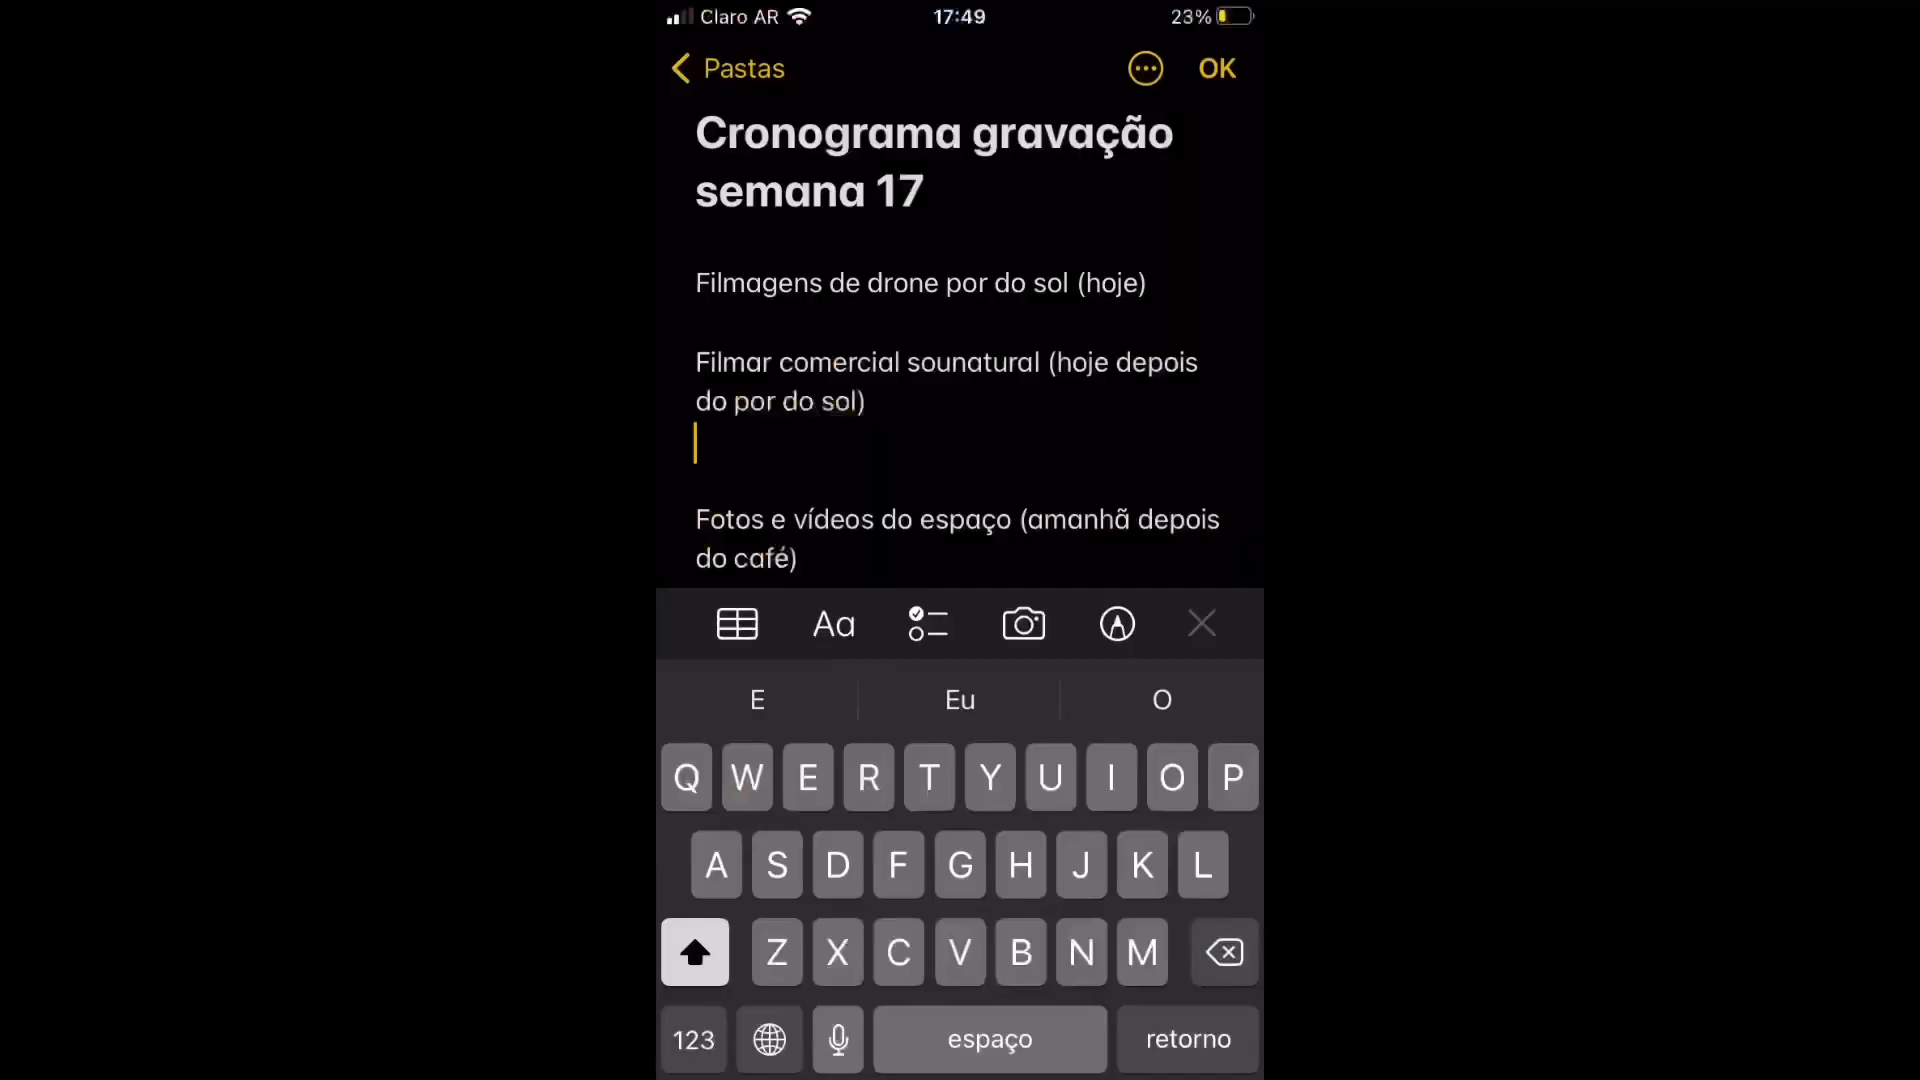 Claro AR
17:49
23%
Pastas
OK
Cronograma gravação
semana 17
Filmagens de drone por do sol (hoje)
Filmar comercial sounatural (hoje depois
do por do sol)
Fotos e vídeos do espaço (amanhã depois
do café)
Aa
E Eu O
Q W E R T Y U I O P
A S D F G H J K L
Z X C V B N M
123 espaço retorno